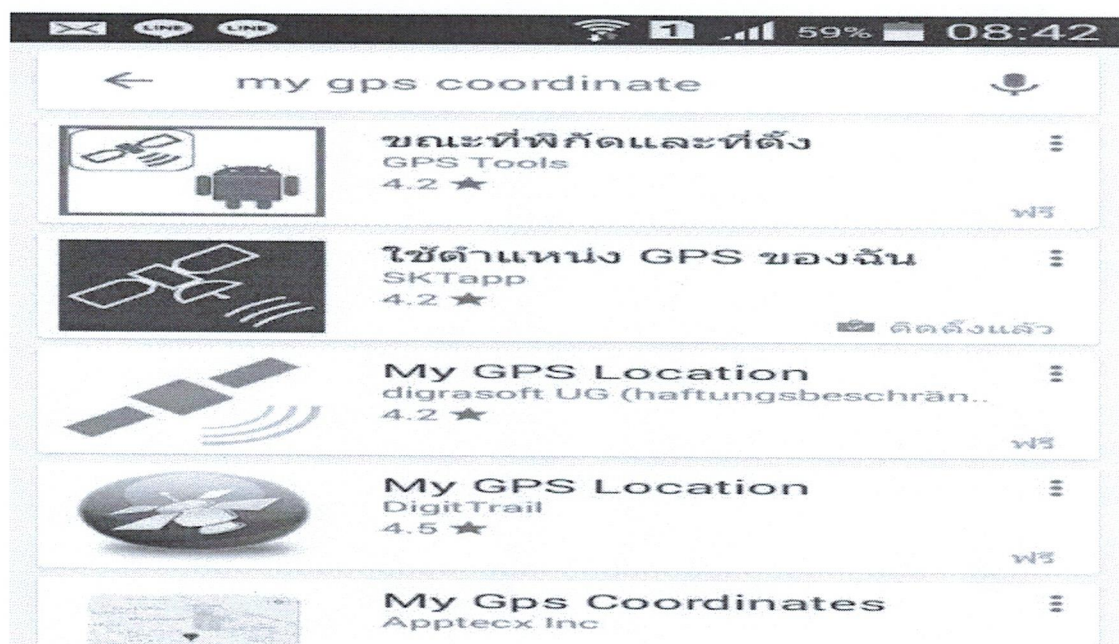 LINE LINE 1 59% 08:42
my gps coordinate
ขณะที่พิกัดและที่ตั้ง
GPS Tools
4.2 ★
ฟรี
ใช้ตำแหน่ง GPS ของฉัน
SKTapp
4.2 ★
ติดตั้งแล้ว
My GPS Location
digrasoft UG (haftungsbeschrän..
4.2 ★
ฟรี
My GPS Location
DigitTrail
4.5 ★
ฟรี
My Gps Coordinates
Apptecx Inc